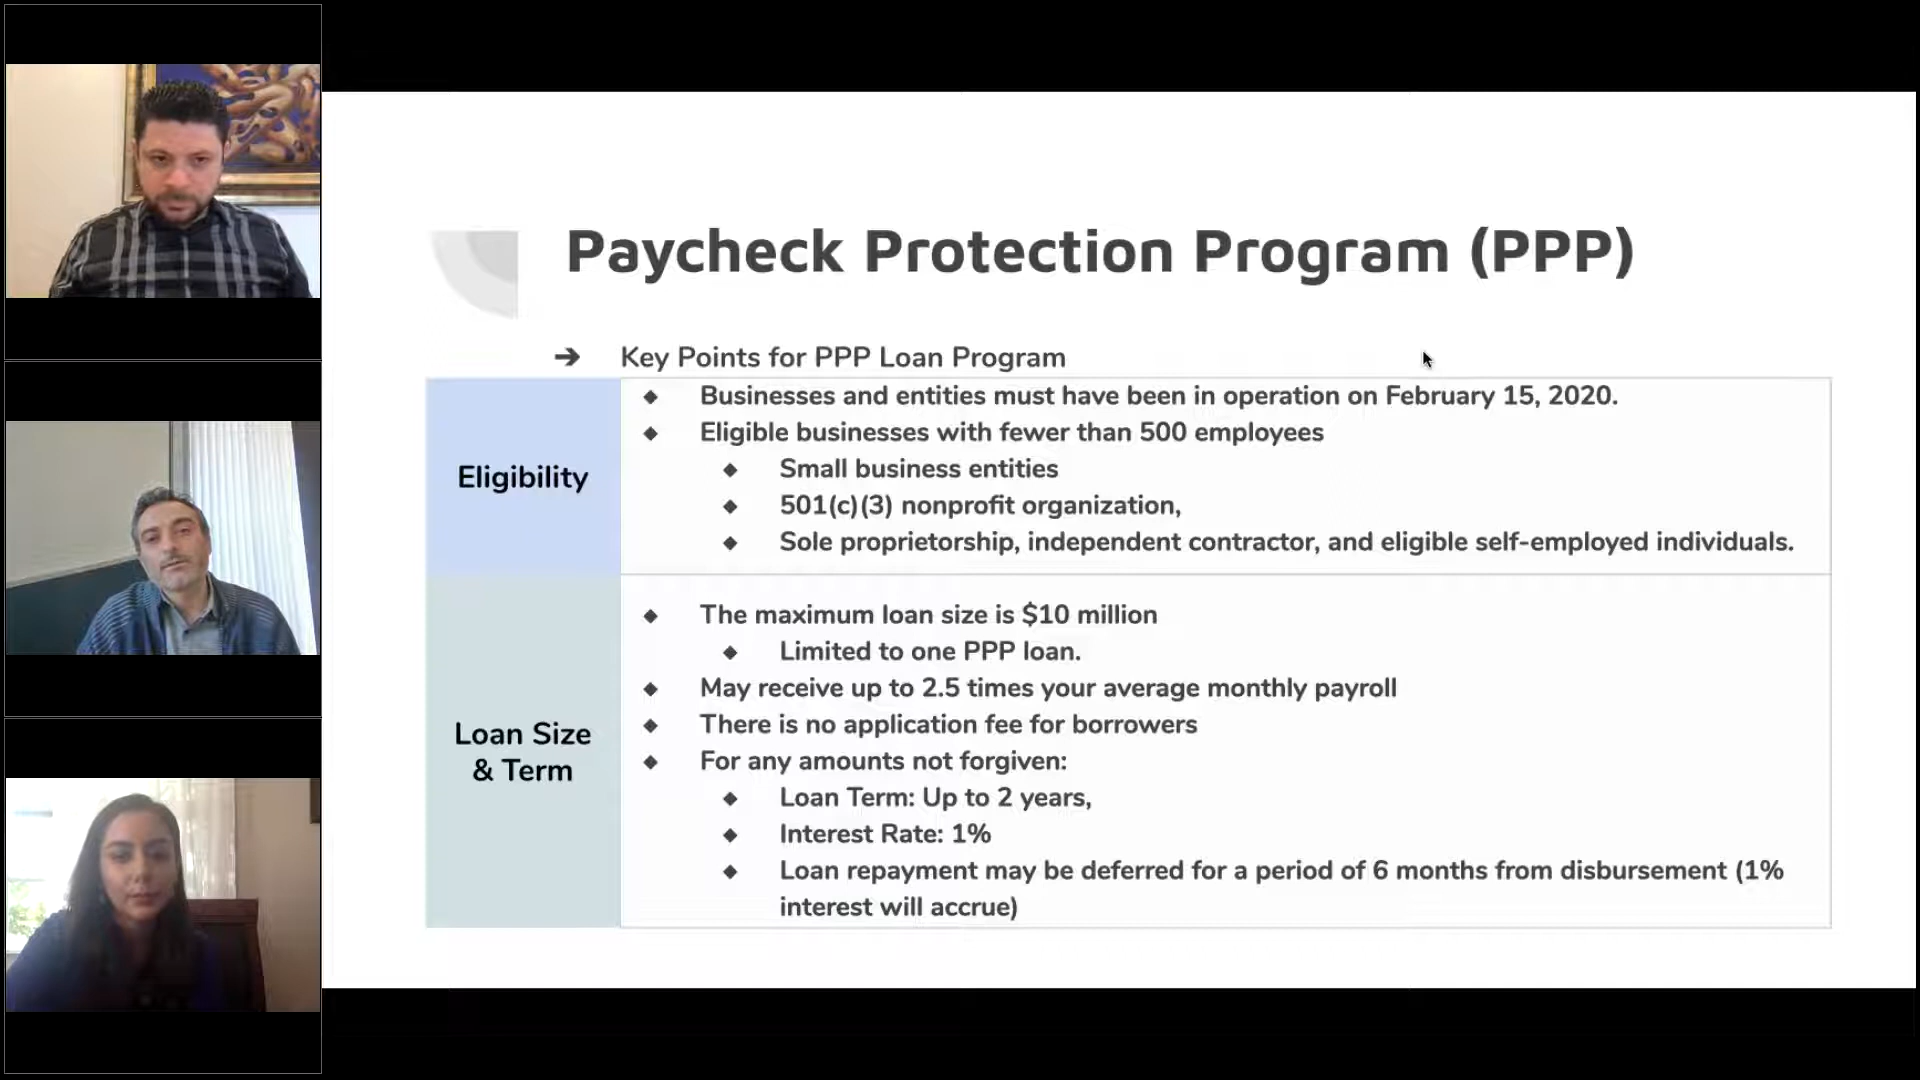 Paycheck Protection Program (PPP)
➔ Key Points for PPP Loan Program
Eligibility
◆ Businesses and entities must have been in operation on February 15, 2020.
◆ Eligible businesses with fewer than 500 employees
◆ Small business entities
◆ 501(c)(3) nonprofit organization,
◆ Sole proprietorship, independent contractor, and eligible self-employed individuals.
Loan Size
& Term
◆ The maximum loan size is $10 million
◆ Limited to one PPP loan.
◆ May receive up to 2.5 times your average monthly payroll
◆ There is no application fee for borrowers
◆ For any amounts not forgiven:
◆ Loan Term: Up to 2 years,
◆ Interest Rate: 1%
◆ Loan repayment may be deferred for a period of 6 months from disbursement (1%
interest will accrue)